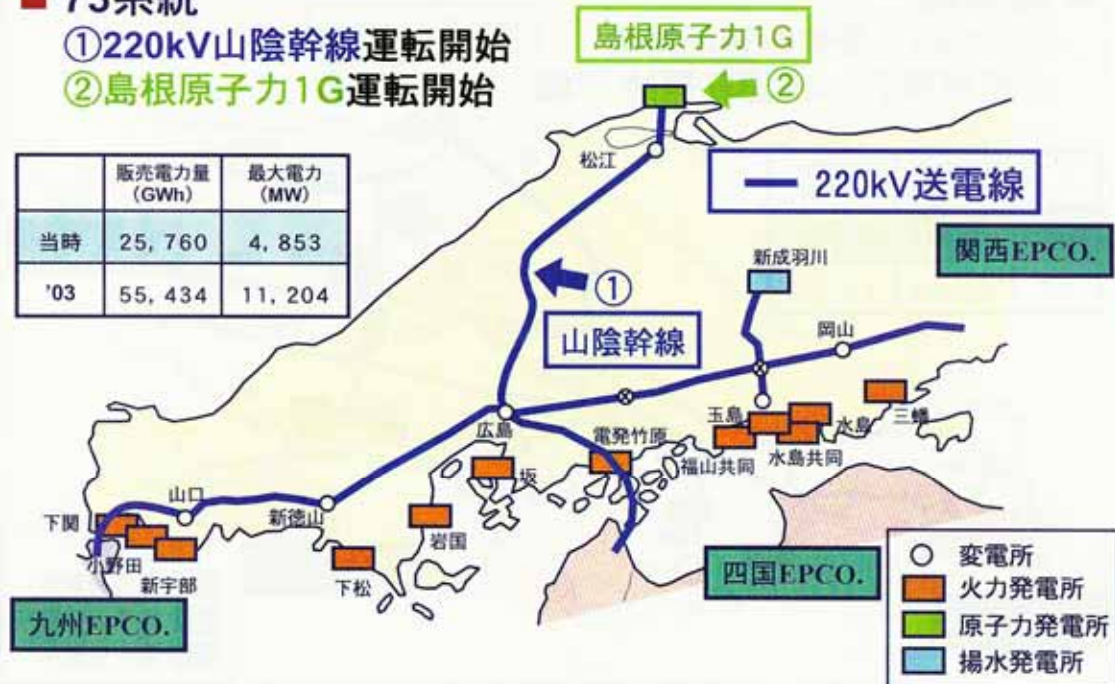 ■ 73系統
①220kV山陰幹線運転開始
②島根原子力1G運転開始
島根原子力1G
②
販売電力量 (GWh) 最大電力 (MW)
当時 25,760 4,853
'03 55,434 11,204
松江
220kV送電線
関西EPCO.
新成羽川
①
山陰幹線
岡山
広島
電発竹原
玉島
水島
三幡
福山共同
水島共同
坂
山口
新徳山
岩国
下関
小野田
新宇部
下松
九州EPCO.
四国EPCO.
変電所
火力発電所
原子力発電所
揚水発電所